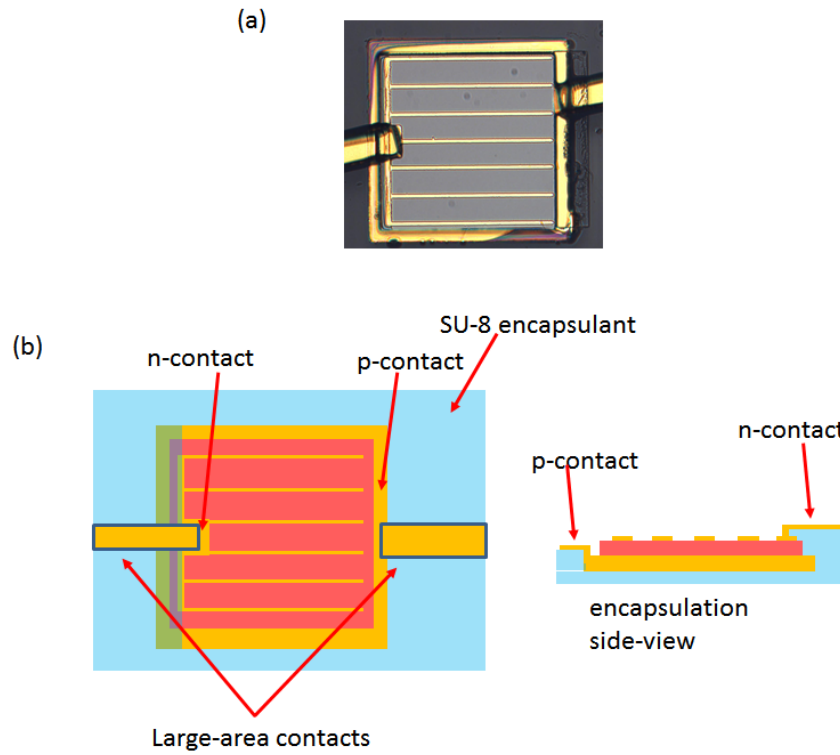 (a)
SU-8 encapsulant
(b)
n-contact
p-contact
n-contact
p-contact
encapsulation
side-view
Large-area contacts